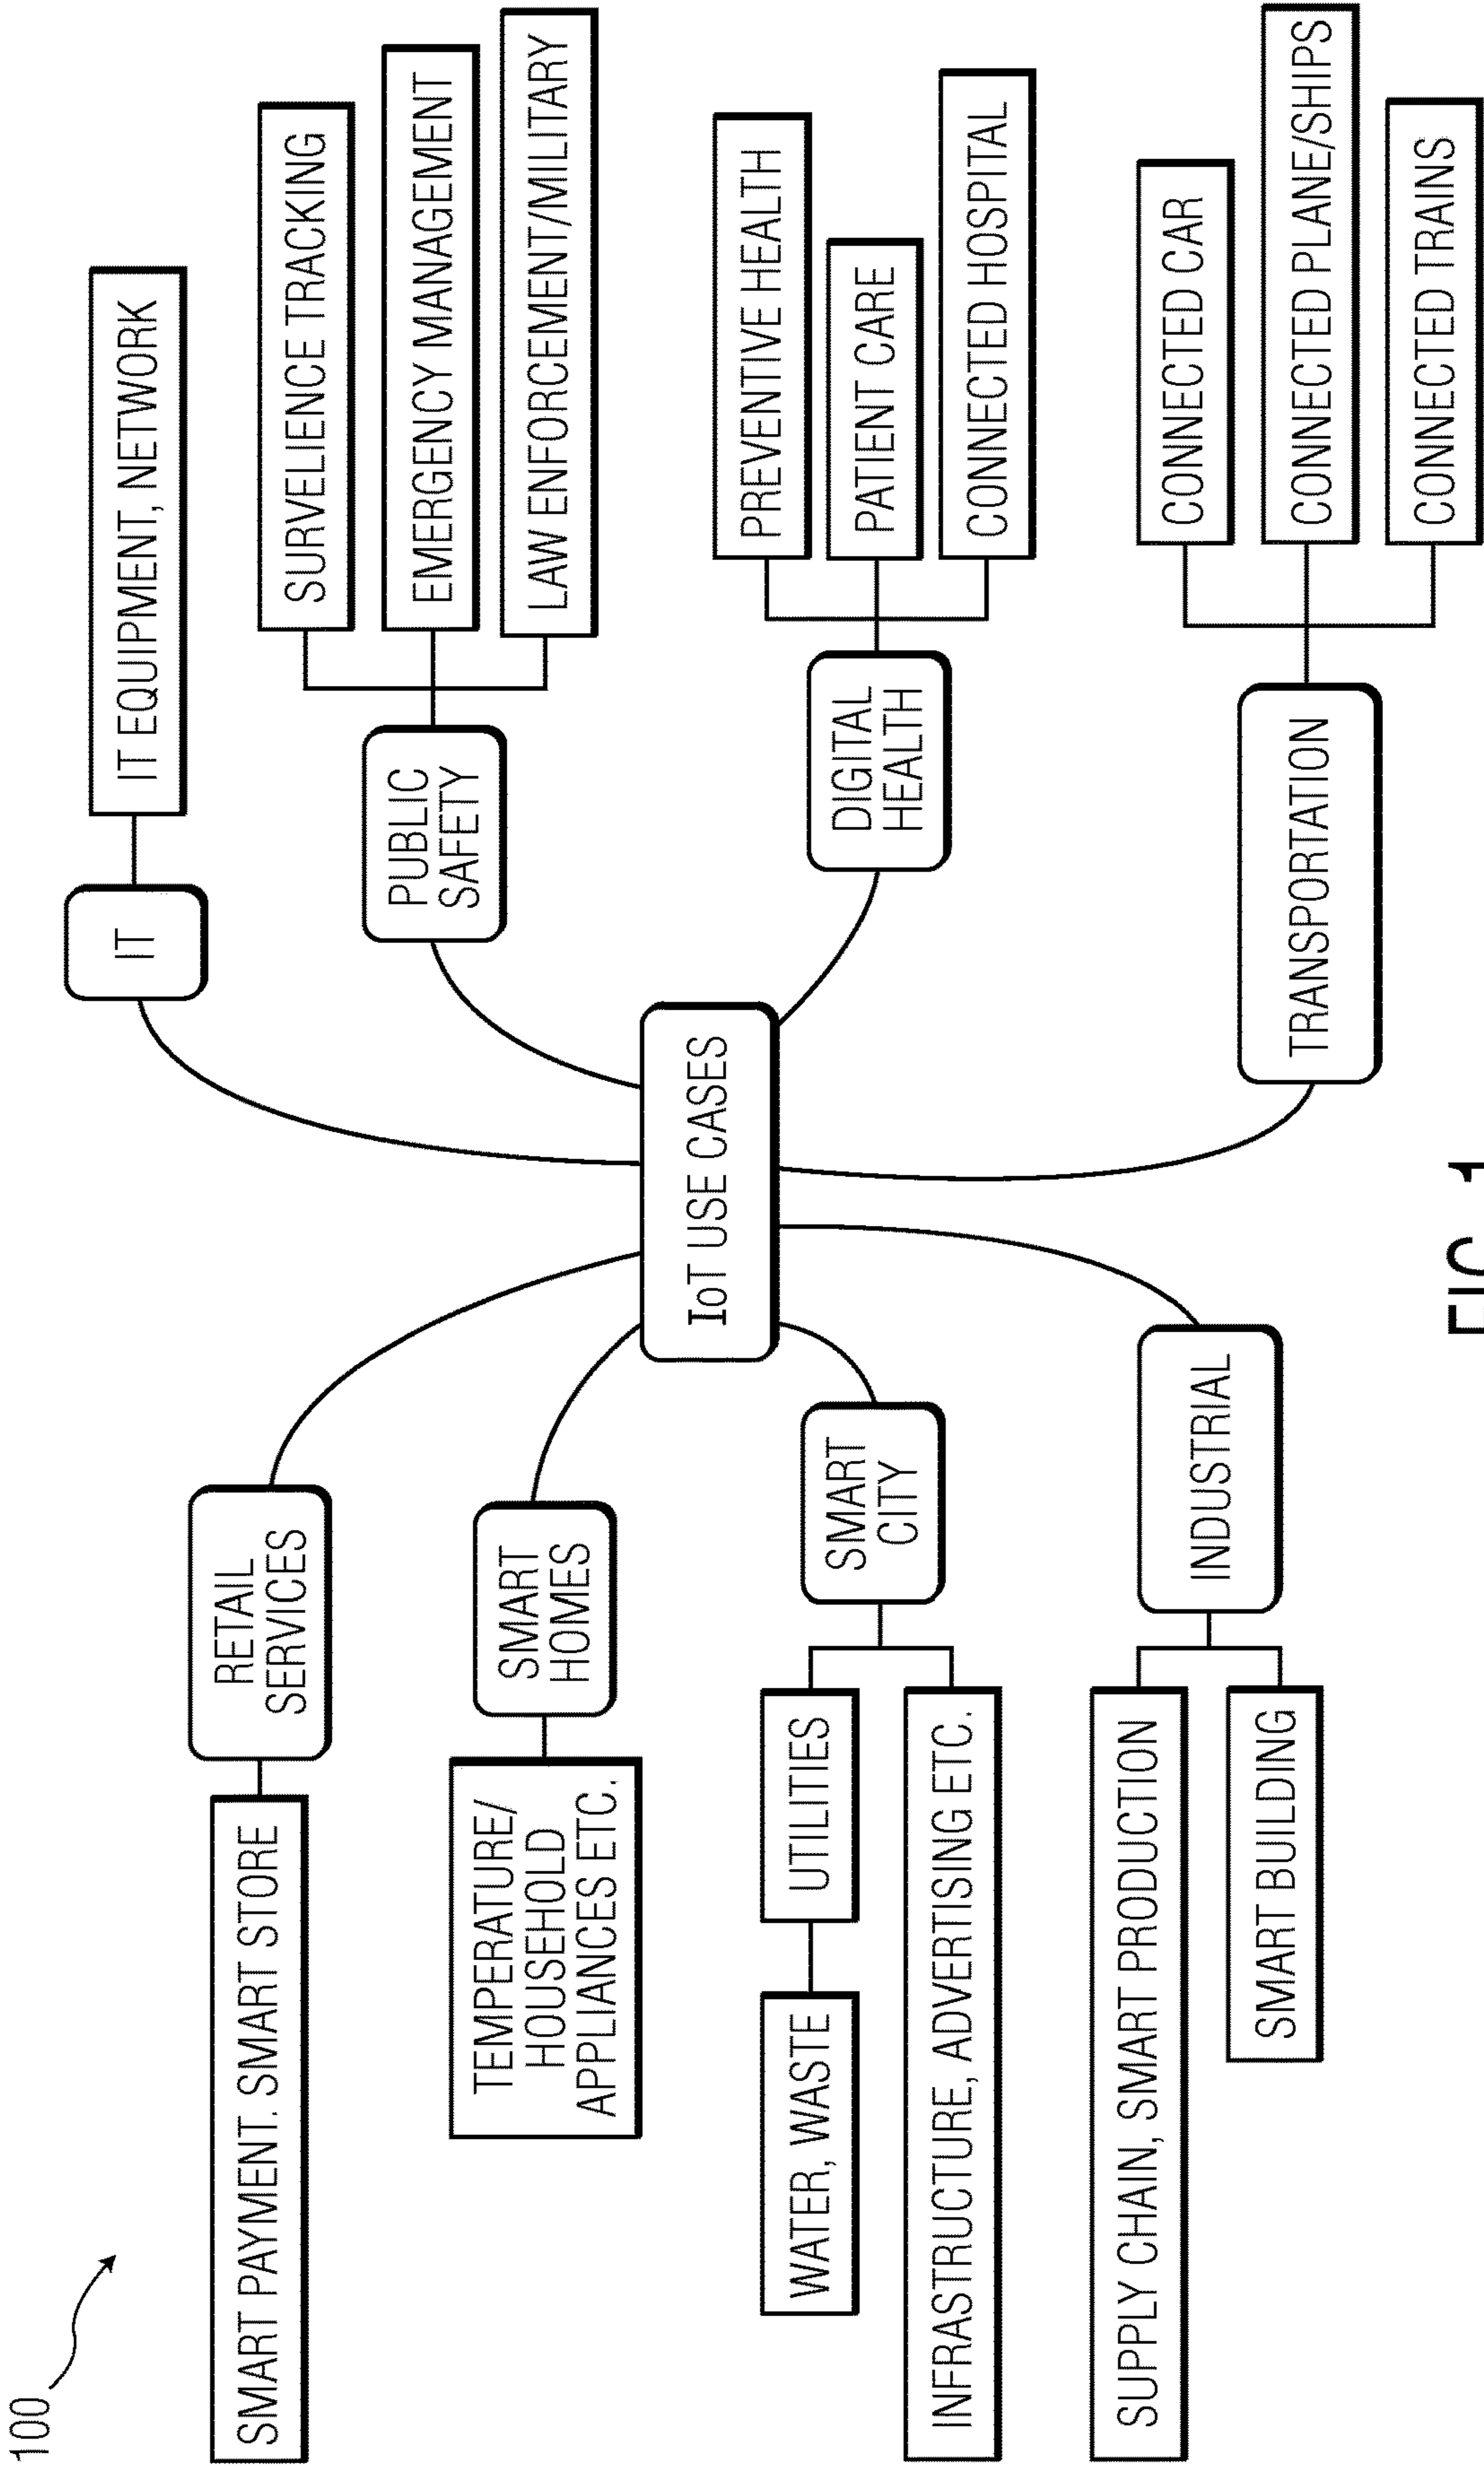 100
IoT USE CASES
RETAIL
SERVICES
SMART PAYMENT. SMART STORE
SMART
HOMES
TEMPERATURE/
HOUSEHOLD
APPLIANCES ETC.
SMART
CITY
UTILITIES
WATER, WASTE
INFRASTRUCTURE, ADVERTISING ETC.
INDUSTRIAL
SUPPLY CHAIN, SMART PRODUCTION
SMART BUILDING
IT
IT EQUIPMENT, NETWORK
PUBLIC
SAFETY
SURVELIENCE TRACKING
EMERGENCY MANAGEMENT
LAW ENFORCEMENT/MILITARY
DIGITAL
HEALTH
PREVENTIVE HEALTH
PATIENT CARE
CONNECTED HOSPITAL
TRANSPORTATION
CONNECTED CAR
CONNECTED PLANE/SHIPS
CONNECTED TRAINS
FIG. 1